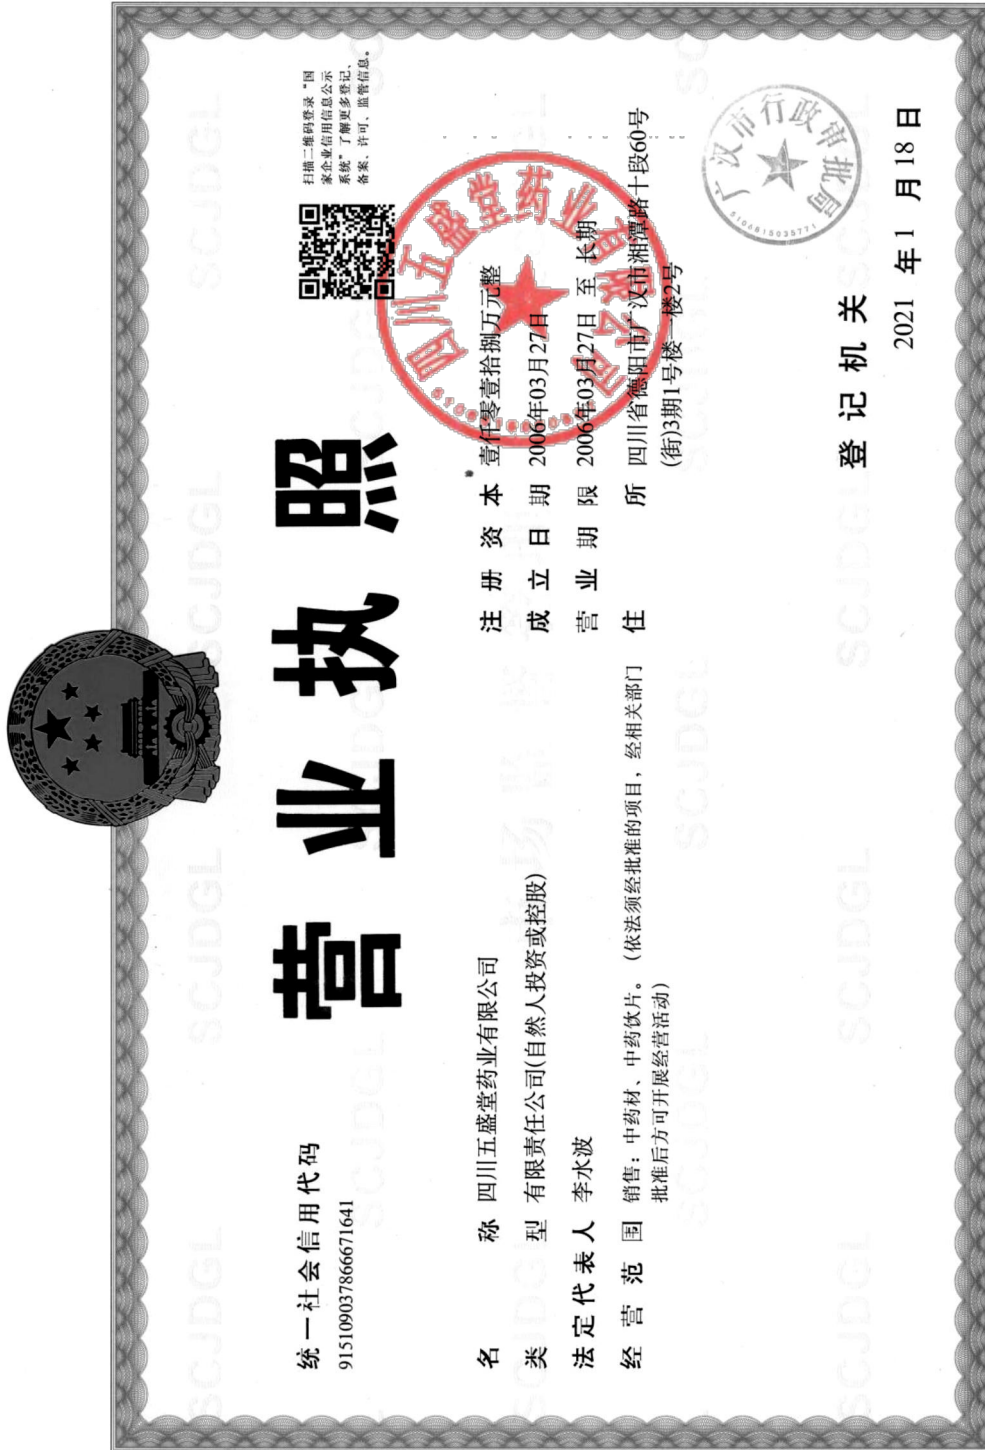 营业执照
统一社会信用代码
91510903786667​1641
扫描二维码登录“国
家企业信用信息公示
系统”了解更多登记、
备案、许可、监管信息。
名称 四川五盛堂药业有限公司
类型 有限责任公司(自然人投资或控股)
法定代表人 李水波
经营范围 销售：中药材、中药饮片。（依法须经批准的项目，经相关部门
批准后方可开展经营活动）
注册资本 壹仟零壹拾捌万元整
成立日期 2006年03月27日
营业期限 2006年03月27日 至 长期
住所 四川省德阳市广汉市湘潭路十段60号
(街)3期1号楼一楼2号
四川五盛堂药业有限公司
登记机关
广汉市行政审批局
5106815035771
2021 年 1 月 18 日
SCJDGL